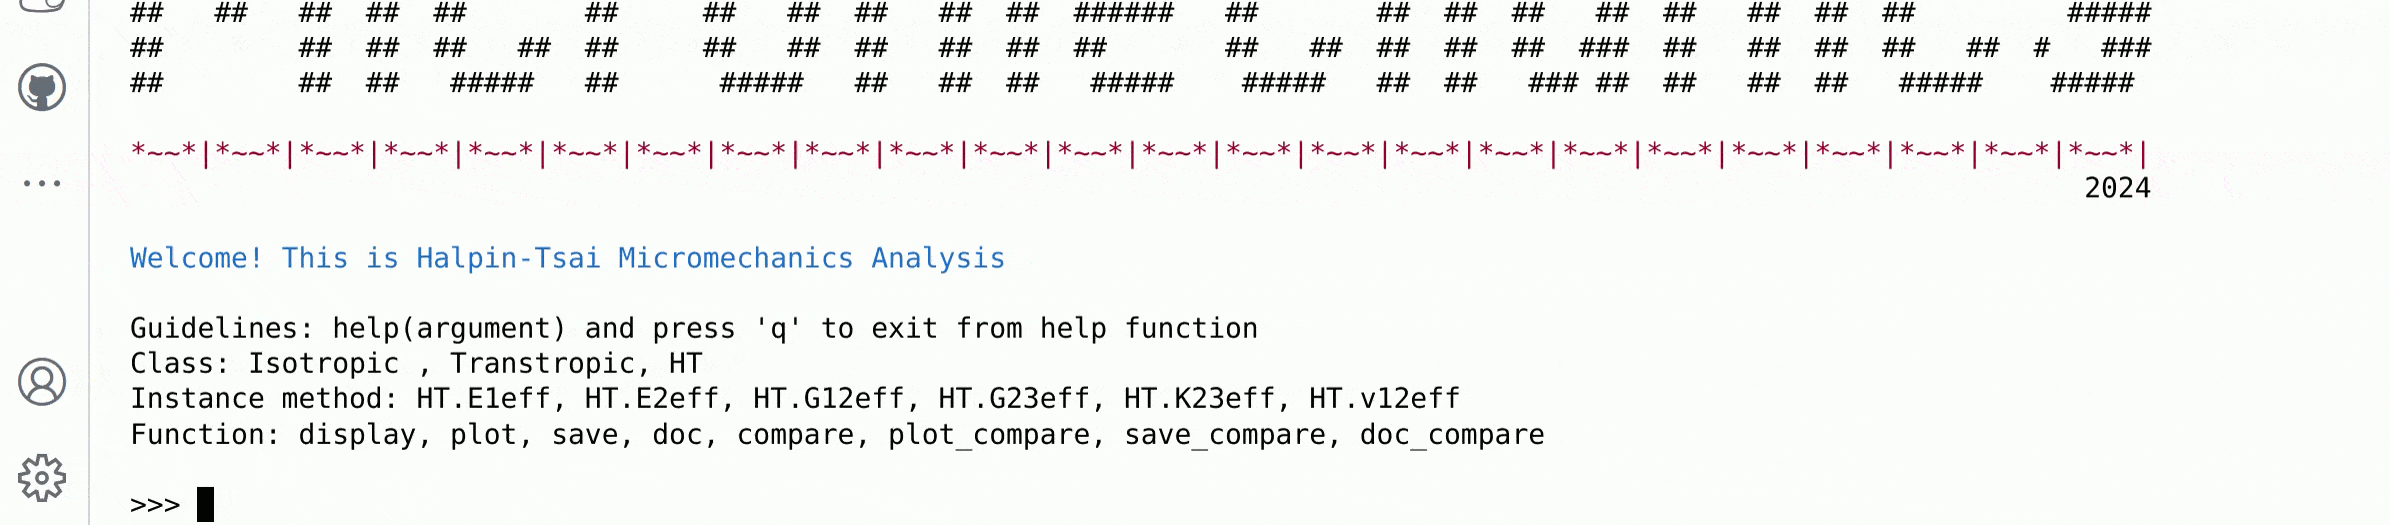 ##   ##   ##  ##  ##       ##     ##   ##  ##   ##  ##  ######   ##       ##  ##  ##   ##  ##   ##  ##  ##         #####
##        ##  ##  ##   ##  ##     ##   ##  ##   ##  ##  ##       ##   ##  ##  ##  ##  ###  ##   ##  ##  ##   ##  #   ###
##        ##  ##   #####   ##      #####   ##   ##  ##   #####    #####   ##  ##   ### ##  ##   ##  ##   #####    #####
*~~*|*~~*|*~~*|*~~*|*~~*|*~~*|*~~*|*~~*|*~~*|*~~*|*~~*|*~~*|*~~*|*~~*|*~~*|*~~*|*~~*|*~~*|*~~*|*~~*|*~~*|*~~*|*~~*|*~~*|
2024
Welcome! This is Halpin-Tsai Micromechanics Analysis
Guidelines: help(argument) and press 'q' to exit from help function
Class: Isotropic , Transtropic, HT
Instance method: HT.E1eff, HT.E2eff, HT.G12eff, HT.G23eff, HT.K23eff, HT.v12eff
Function: display, plot, save, doc, compare, plot_compare, save_compare, doc_compare
>>>